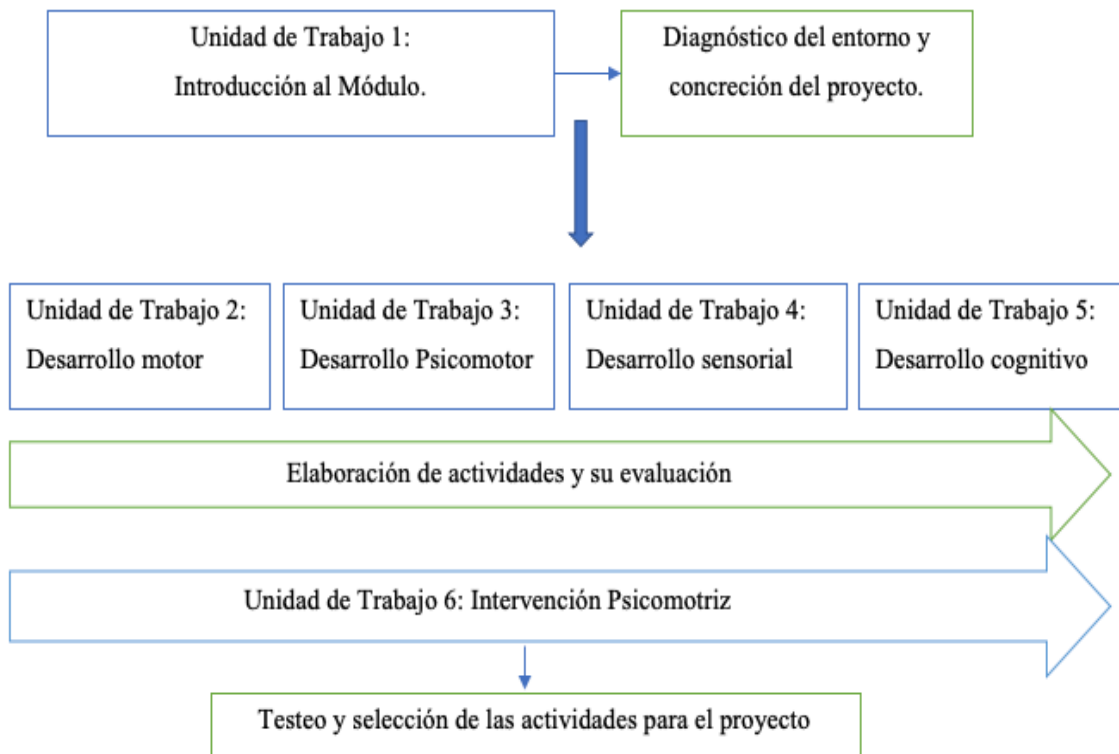 Unidad de Trabajo 1:
Introducción al Módulo.
Diagnóstico del entorno y
concreción del proyecto.
Unidad de Trabajo 2:
Desarrollo motor
Unidad de Trabajo 3:
Desarrollo Psicomotor
Unidad de Trabajo 4:
Desarrollo sensorial
Unidad de Trabajo 5:
Desarrollo cognitivo
Elaboración de actividades y su evaluación
Unidad de Trabajo 6: Intervención Psicomotriz
Testeo y selección de las actividades para el proyecto